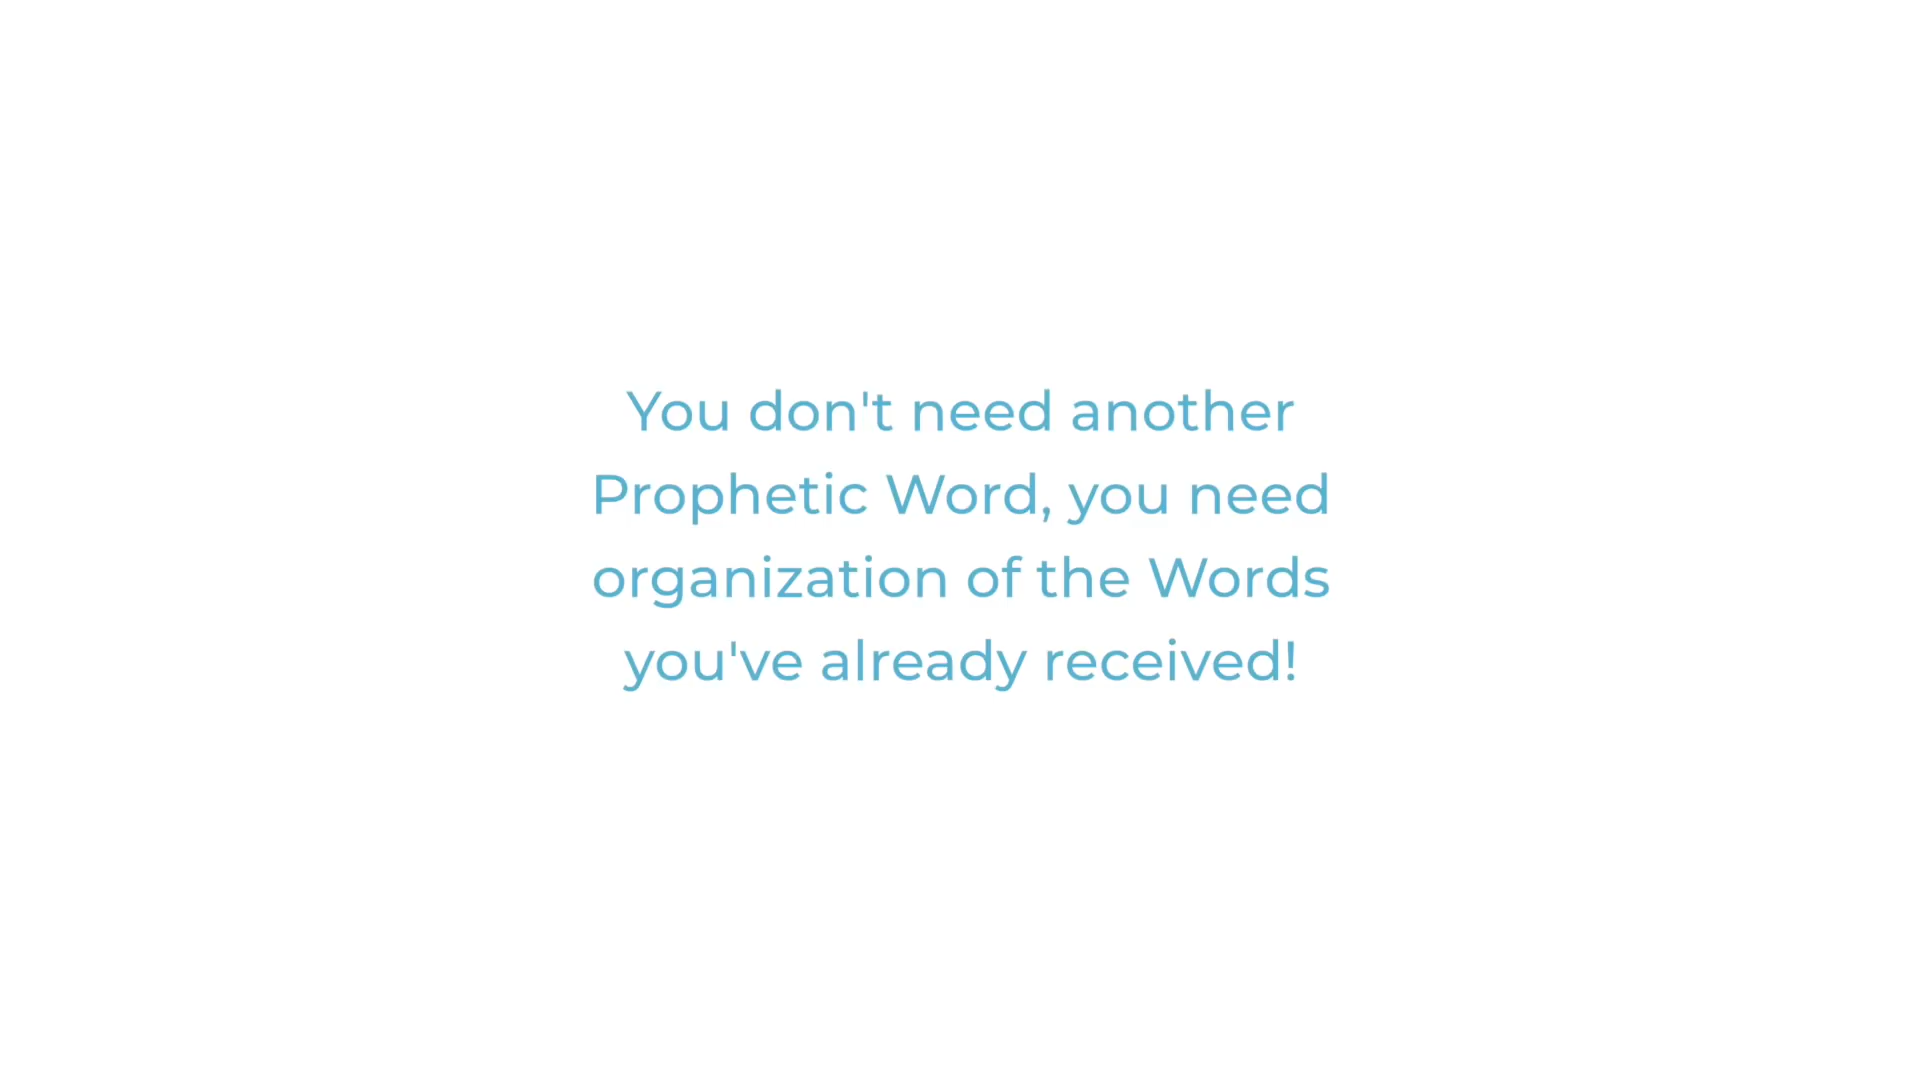 You don't need another
Prophetic Word, you need
organization of the Words
you've already received!